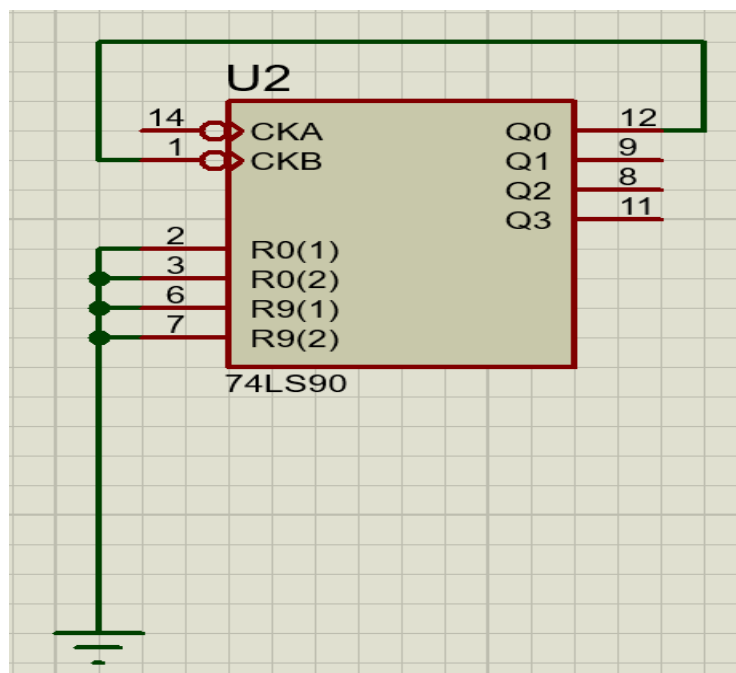 U2
14 CKA Q0 12
1 CKB Q1 9
Q2 8
Q3 11
2 R0(1)
3 R0(2)
6 R9(1)
7 R9(2)
74LS90